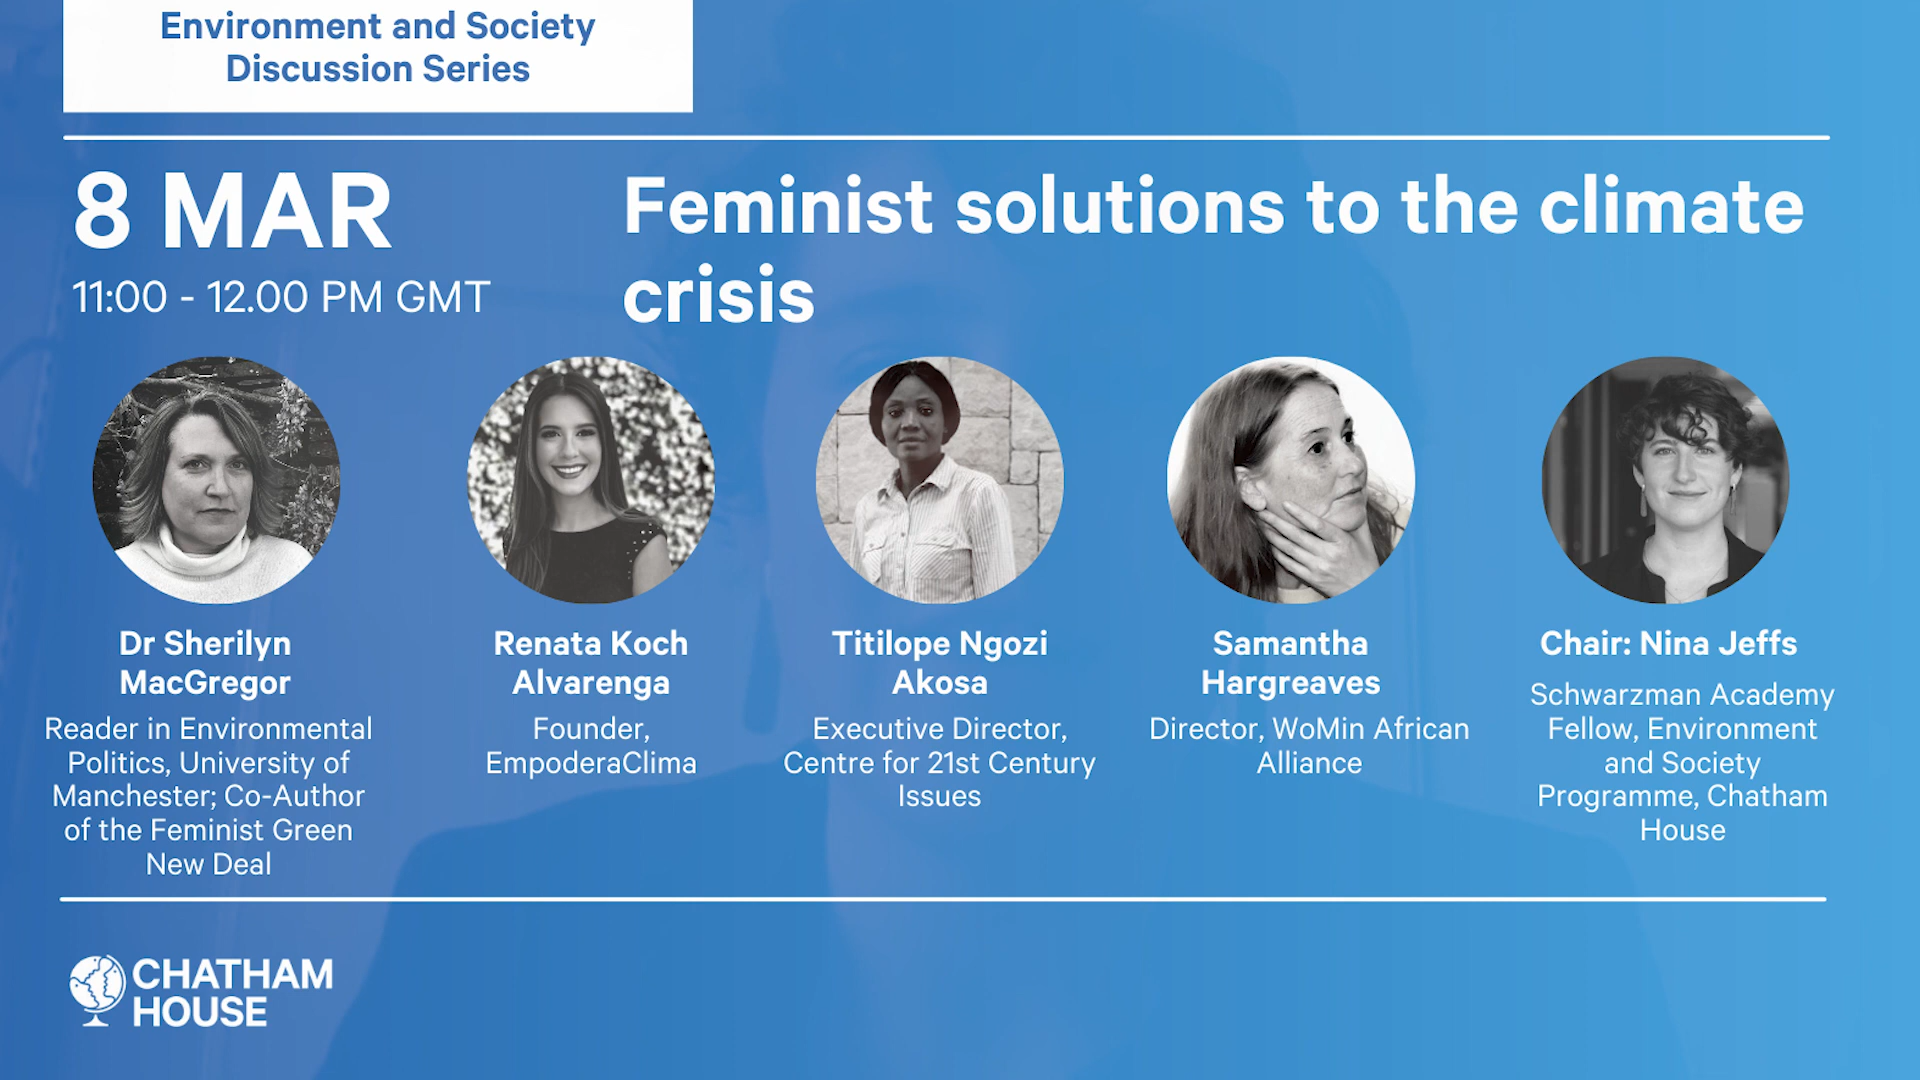 Environment and Society
Discussion Series
8 MAR
11:00 - 12.00 PM GMT
Feminist solutions to the climate
crisis
Dr Sherilyn
MacGregor
Reader in Environmental
Politics, University of
Manchester; Co-Author
of the Feminist Green
New Deal
Renata Koch
Alvarenga
Founder,
EmpoderaClima
Titilope Ngozi
Akosa
Executive Director,
Centre for 21st Century
Issues
Samantha
Hargreaves
Director, WoMin African
Alliance
Chair: Nina Jeffs
Schwarzman Academy
Fellow, Environment
and Society
Programme, Chatham
House
CHATHAM
HOUSE